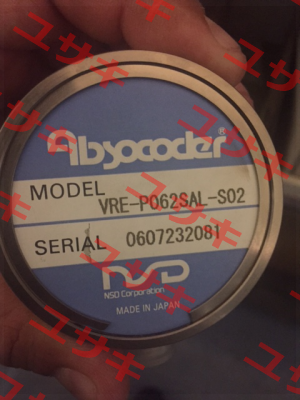 ユサキ
Absocoder®
MODEL VRE-P062SAL-S02
SERIAL 0607232081
NSD
NSD Corporation
MADE IN JAPAN